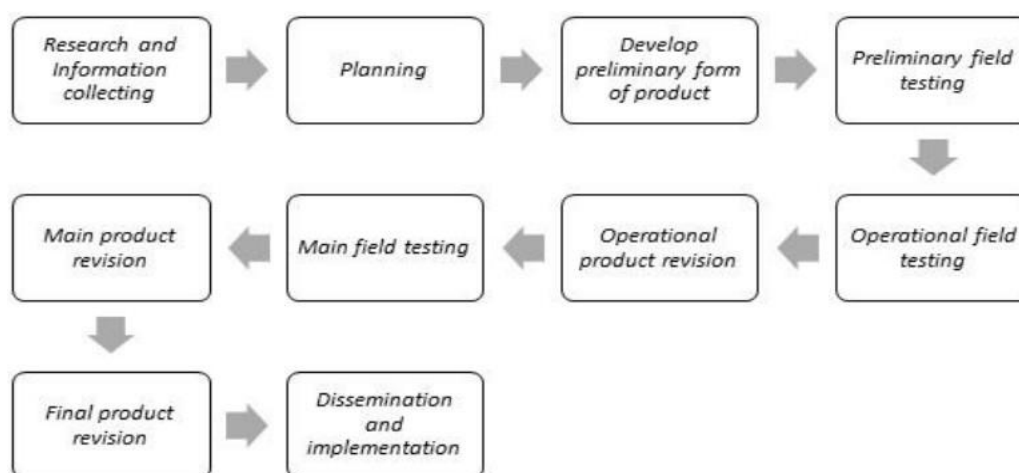 Research and
Information
collecting
Planning
Develop
preliminary form
of product
Preliminary field
testing
Operational field
testing
Operational
product revision
Main field testing
Main product
revision
Final product
revision
Dissemination
and
implementation